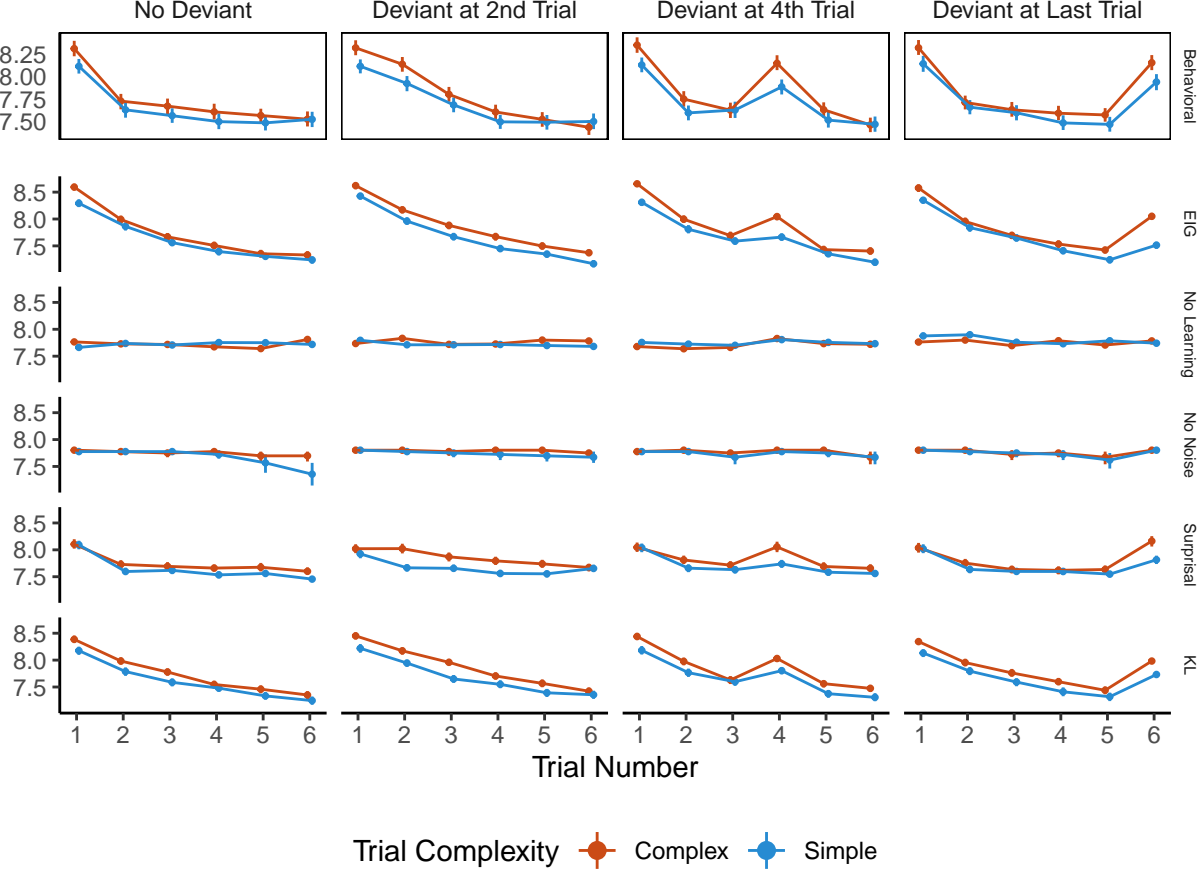 No Deviant Deviant at 2nd Trial Deviant at 4th Trial Deviant at Last Trial
8.25
8.00
7.75
7.50
Behavioral
8.5
8.0
7.5
EIG
8.5
8.0
7.5
No Learning
8.5
8.0
7.5
No Noise
8.5
8.0
7.5
Surprisal
8.5
8.0
7.5
KL
1 2 3 4 5 6 1 2 3 4 5 6 1 2 3 4 5 6 1 2 3 4 5 6
Trial Number
Trial Complexity Complex Simple